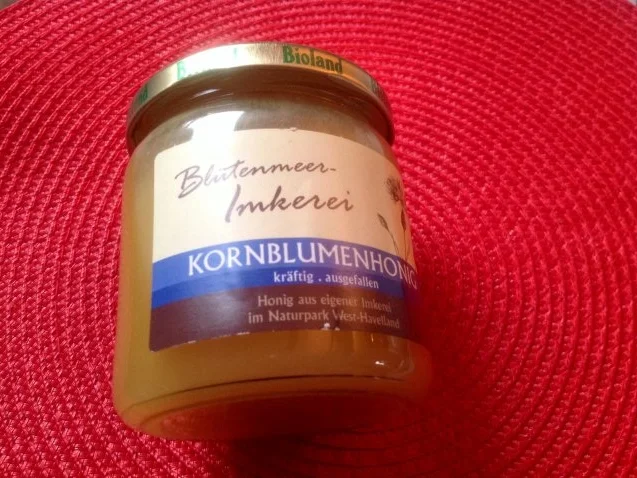 Bioland
Blütenmeer-
Imkerei
KORNBLUMENHONIG
kräftig . ausgefallen
Honig aus eigener Imkerei
im Naturpark West-Havelland